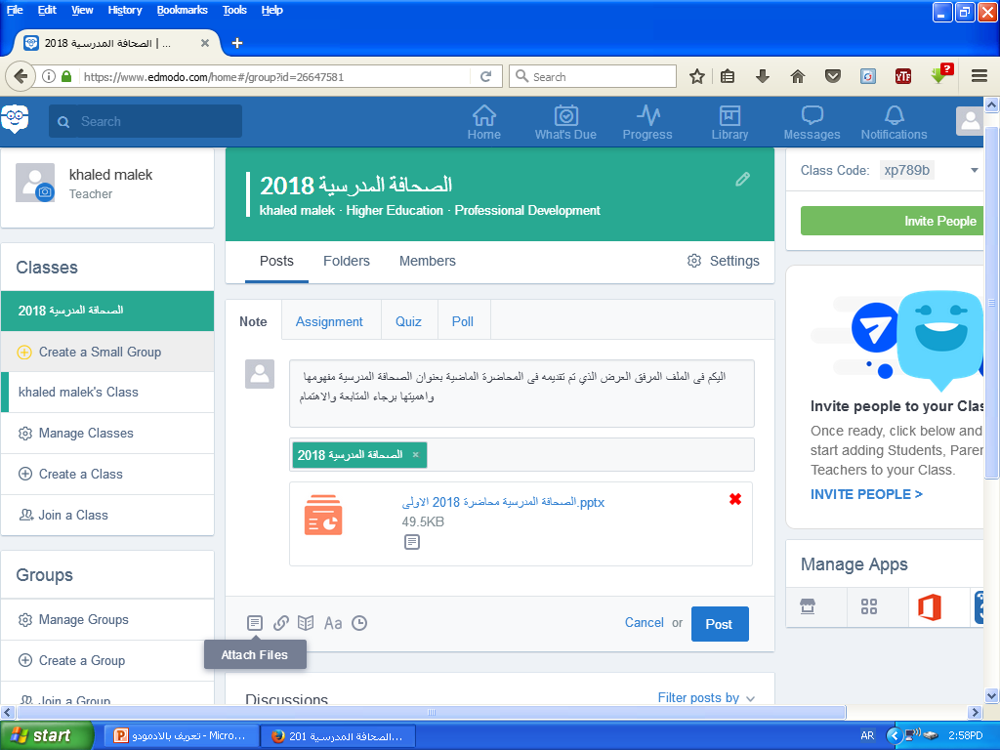 File Edit View History Bookmarks Tools Help
الصحافة المدرسية 2018 | ...
https://www.edmodo.com/home#/group?id=26647581
Search
YTF
?
Search
Home
What's Due
Progress
Library
Messages
Notifications
khaled malek
Teacher
Classes
الصحافة المدرسية 2018
Create a Small Group
khaled malek's Class
Manage Classes
Create a Class
Join a Class
Groups
Manage Groups
Create a Group
Join a Group
الصحافة المدرسية 2018
khaled malek · Higher Education · Professional Development
Posts
Folders
Members
Settings
Note
Assignment
Quiz
Poll
اليكم فى الملف المرفق العرض الذي تم تقديمه فى المحاضرة الماضية بعنوان الصحافة المدرسية مفهومها
واهميتها برجاء المتابعة والاهتمام
الصحافة المدرسية 2018 ×
الصحافة المدرسية محاضرة 2018 الاولى.pptx
49.5KB
Aa
Cancel or Post
Attach Files
Discussions
Filter posts by
Class Code: xp789b
Invite People
Invite people to your Clas
Once ready, click below and
start adding Students, Paren
Teachers to your Class.
INVITE PEOPLE >
Manage Apps
start
تعريف بالادمودو - Micro...
الصحافة المدرسية 201...
AR
2:58PD